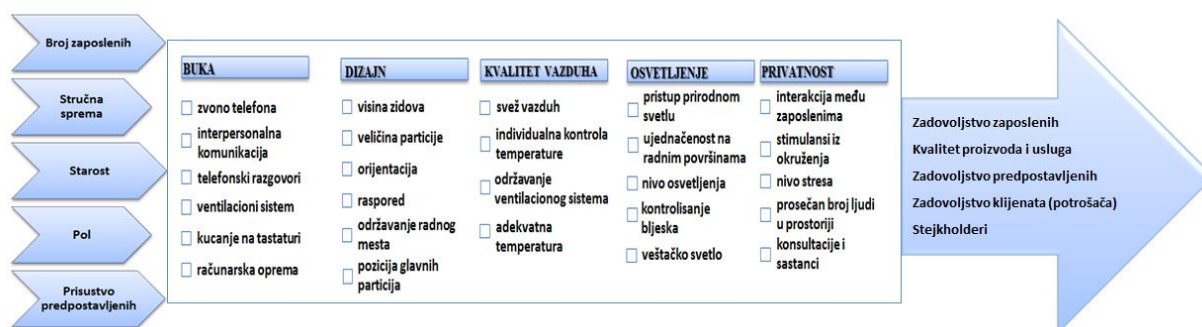 Broj zaposlenih
Stručna
sprema
Starost
Pol
Prisustvo
predpostavljenih
BUKA
zvono telefona
interpersonalna
komunikacija
telefonski razgovori
ventilacioni sistem
kucanje na tastaturi
računarska oprema
DIZAJN
visina zidova
veličina particije
orijentacija
raspored
održavanje radnog
mesta
pozicija glavnih
particija
KVALITET VAZDUHA
svež vazduh
individualna kontrola
temperature
održavanje
ventilacionog sistema
adekvatna
temperatura
OSVETLJENJE
pristup prirodnom
svetlu
ujednačenost na
radnim površinama
nivo osvetljenja
kontrolisanje
bljeska
veštačko svetlo
PRIVATNOST
interakcija među
zaposlenima
stimulansi iz
okruženja
nivo stresa
prosečan broj ljudi
u prostoriji
konsultacije i
sastanci
Zadovoljstvo zaposlenih
Kvalitet proizvoda i usluga
Zadovoljstvo predpostavljenih
Zadovoljstvo klijenata (potrošača)
Stejkholderi